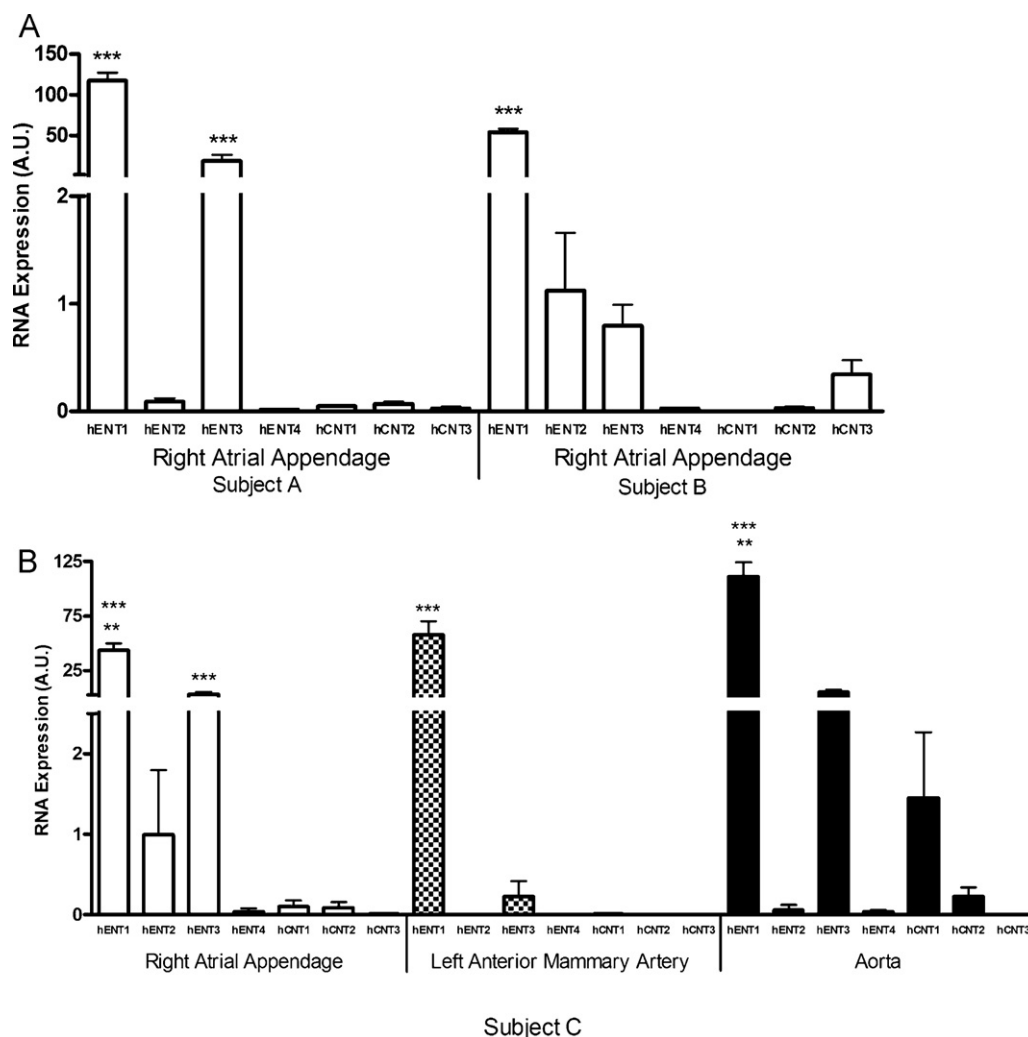 A
RNA Expression (A.U.)
150
100
50
2
1
0
*** *** ***
hENT1 hENT2 hENT3 hENT4 hCNT1 hCNT2 hCNT3 hENT1 hENT2 hENT3 hENT4 hCNT1 hCNT2 hCNT3
Right Atrial Appendage Right Atrial Appendage
Subject A Subject B
B
RNA Expression (A.U.)
125
75
25
2
1
0
*** *** *** ***
** **
***
hENT1 hENT2 hENT3 hENT4 hCNT1 hCNT2 hCNT3 hENT1 hENT2 hENT3 hENT4 hCNT1 hCNT2 hCNT3 hENT1 hENT2 hENT3 hENT4 hCNT1 hCNT2 hCNT3
Right Atrial Appendage Left Anterior Mammary Artery Aorta
Subject C